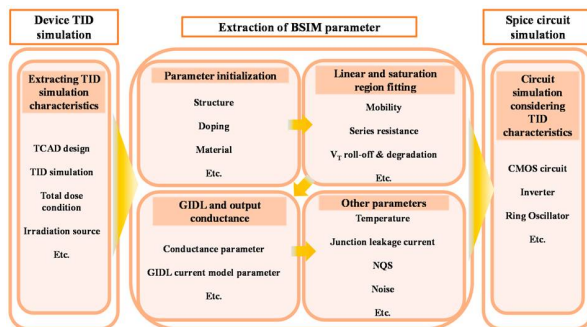 Device TID
simulation
Extraction of BSIM parameter
Spice circuit
simulation
Extracting TID
simulation
characteristics
TCAD design
TID simulation
Total dose
condition
Irradiation source
Etc.
Parameter initialization
Structure
Doping
Material
Etc.
Linear and saturation
region fitting
Mobility
Series resistance
VT roll-off & degradation
Etc.
GIDL and output
conductance
Conductance parameter
GIDL current model parameter
Etc.
Other parameters
Temperature
Junction leakage current
NQS
Noise
Etc.
Circuit
simulation
considering
TID
characteristics
CMOS circuit
Inverter
Ring Oscillator
Etc.